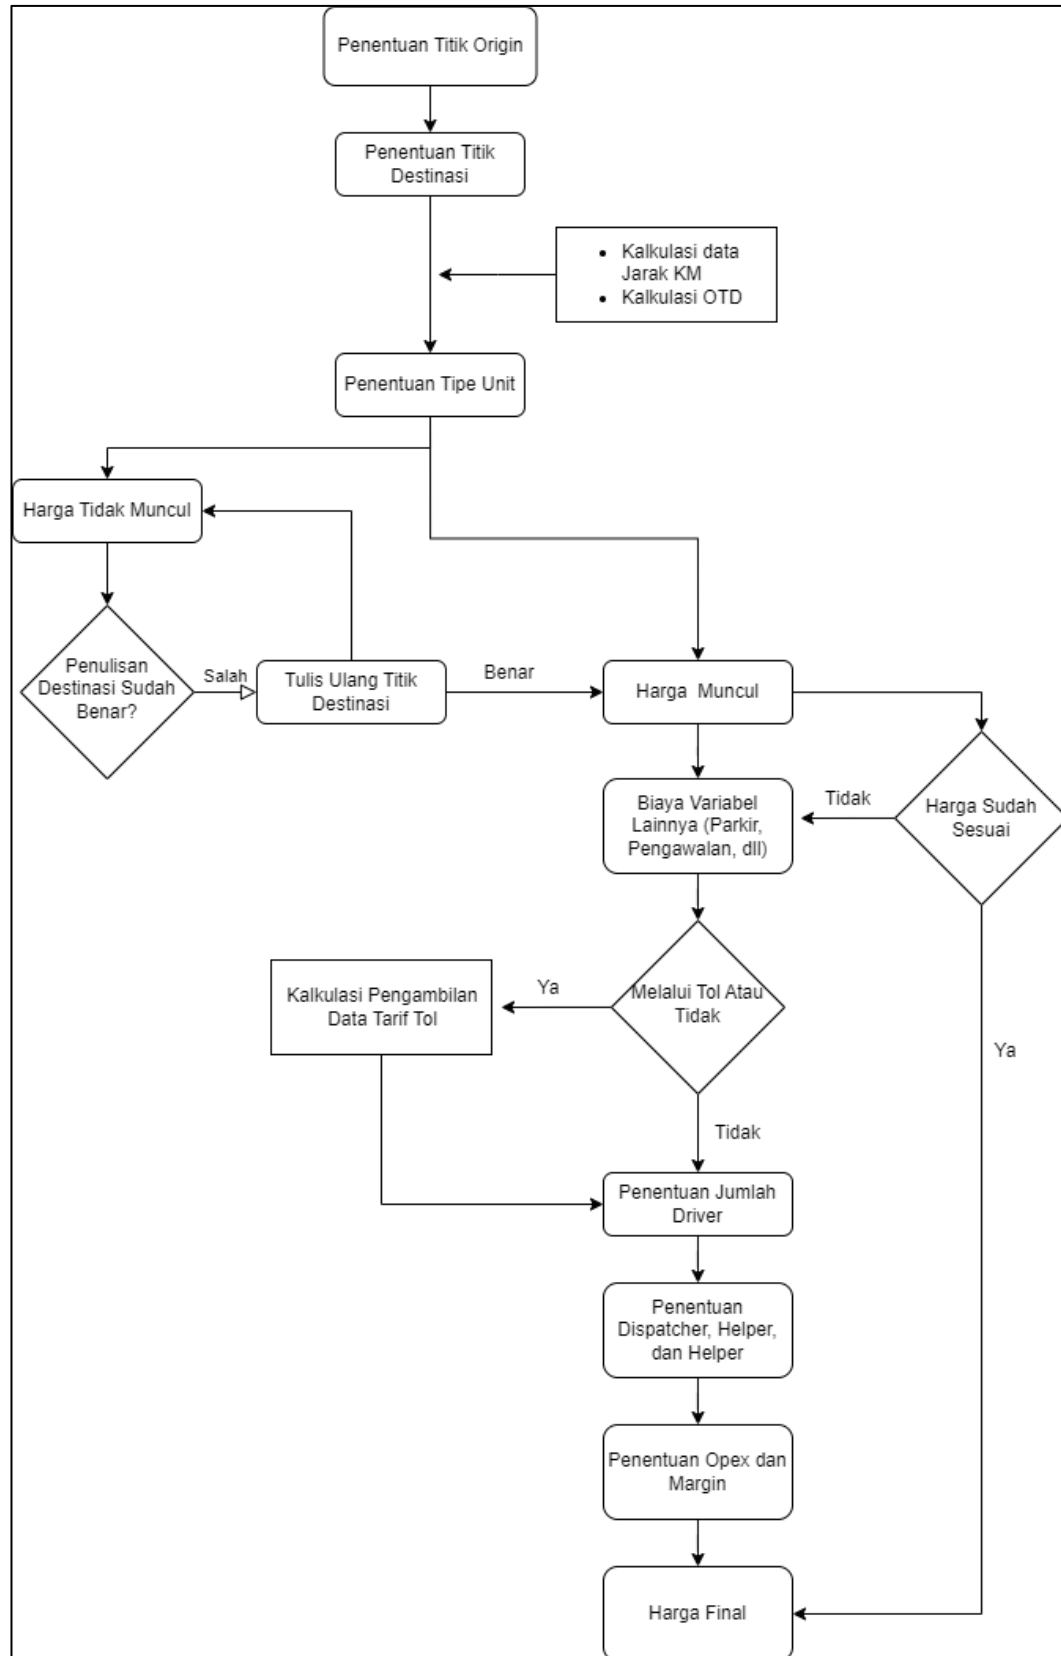 Penentuan Titik Origin
Penentuan Titik
Destinasi
• Kalkulasi data
Jarak KM
• Kalkulasi OTD
Penentuan Tipe Unit
Harga Tidak Muncul
Penulisan
Destinasi Sudah
Benar?
Salah
Tulis Ulang Titik
Destinasi
Benar
Harga Muncul
Biaya Variabel
Lainnya (Parkir,
Pengawalan, dll)
Tidak
Harga Sudah
Sesuai
Kalkulasi Pengambilan
Data Tarif Tol
Ya
Melalui Tol Atau
Tidak
Ya
Tidak
Penentuan Jumlah
Driver
Penentuan
Dispatcher, Helper,
dan Helper
Penentuan Opex dan
Margin
Harga Final